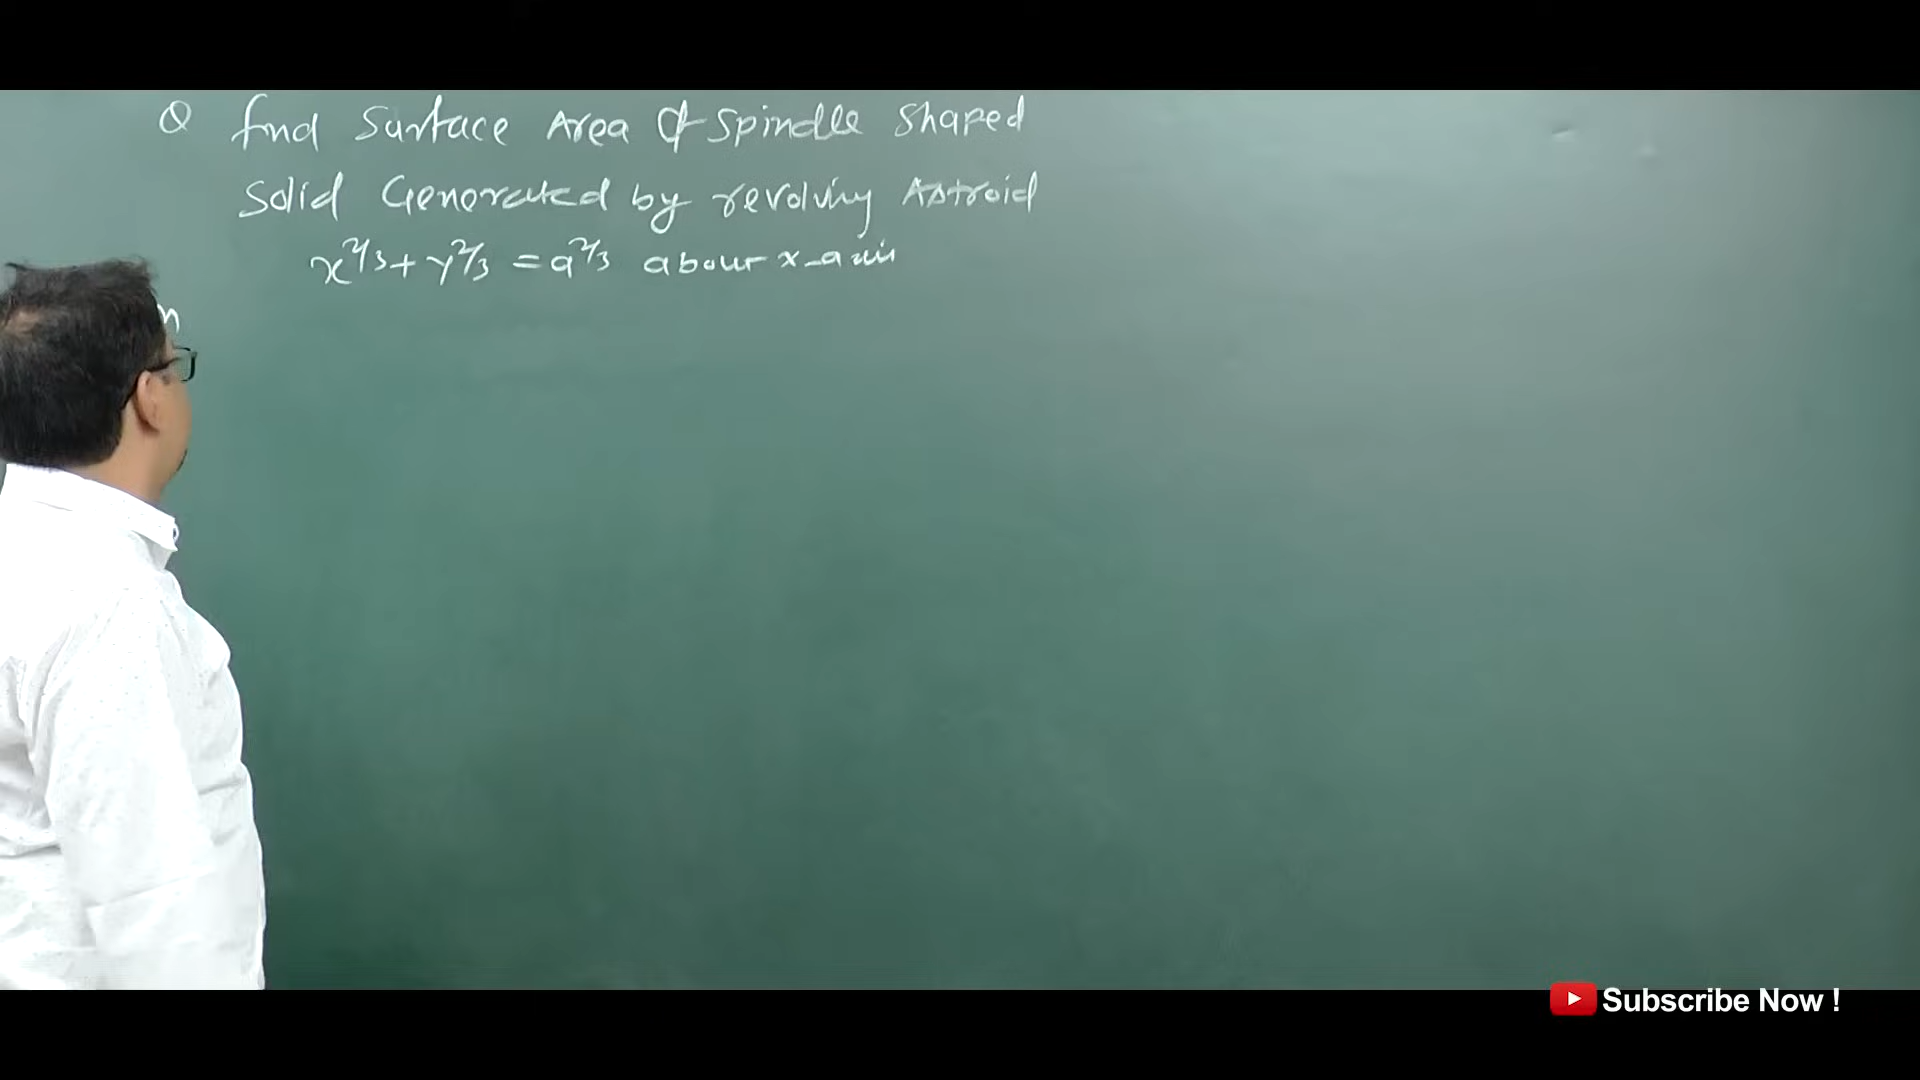 Q Find Surface Area of Spindle Shaped
Solid Generated by revolving Astroid
x^2/3 + y^2/3 = a^2/3 about x-axis
n
Subscribe Now !